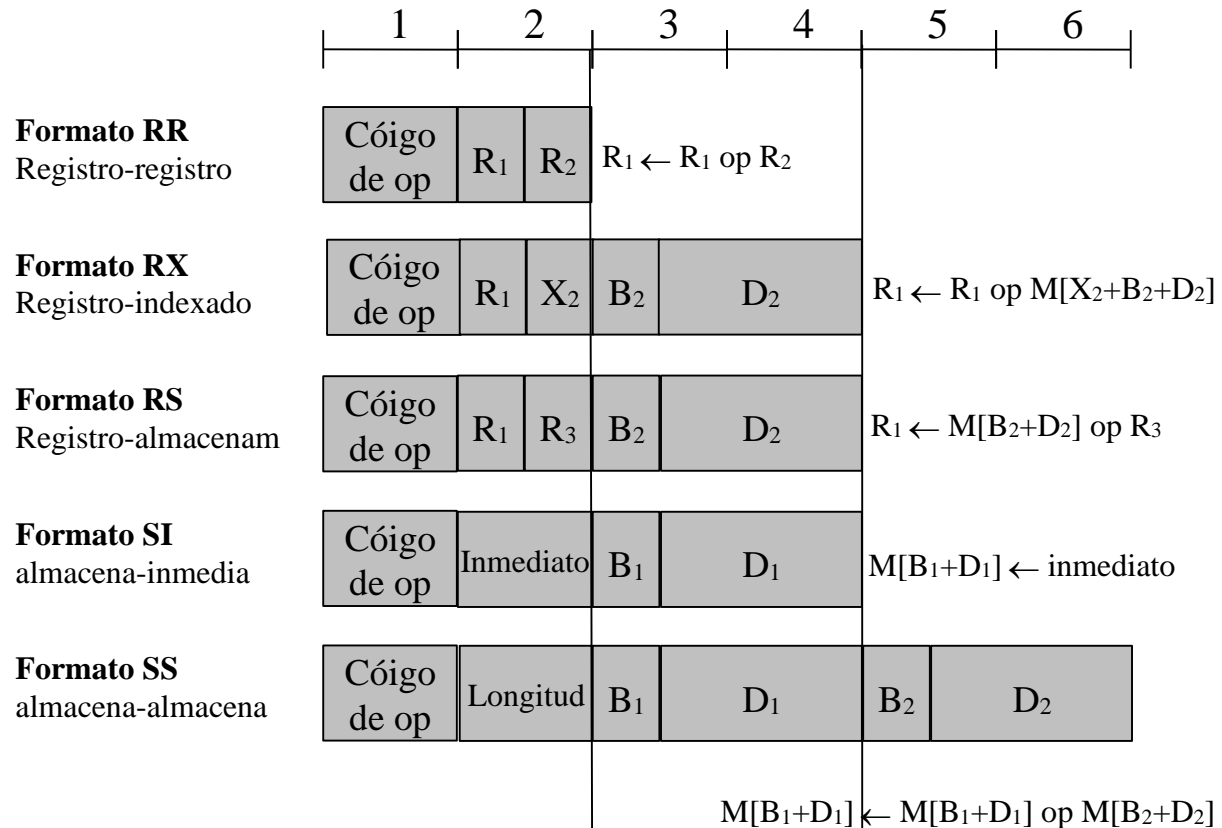 1 2 3 4 5 6
Formato RR
Registro-registro
Cóigo
de op
R₁
R₂
R₁ ← R₁ op R₂
Formato RX
Registro-indexado
Cóigo
de op
R₁
X₂
B₂
D₂
R₁ ← R₁ op M[X₂+B₂+D₂]
Formato RS
Registro-almacenam
Cóigo
de op
R₁
R₃
B₂
D₂
R₁ ← M[B₂+D₂] op R₃
Formato SI
almacena-inmedia
Cóigo
de op
Inmediato
B₁
D₁
M[B₁+D₁] ← inmediato
Formato SS
almacena-almacena
Cóigo
de op
Longitud
B₁
D₁
B₂
D₂
M[B₁+D₁] ← M[B₁+D₁] op M[B₂+D₂]